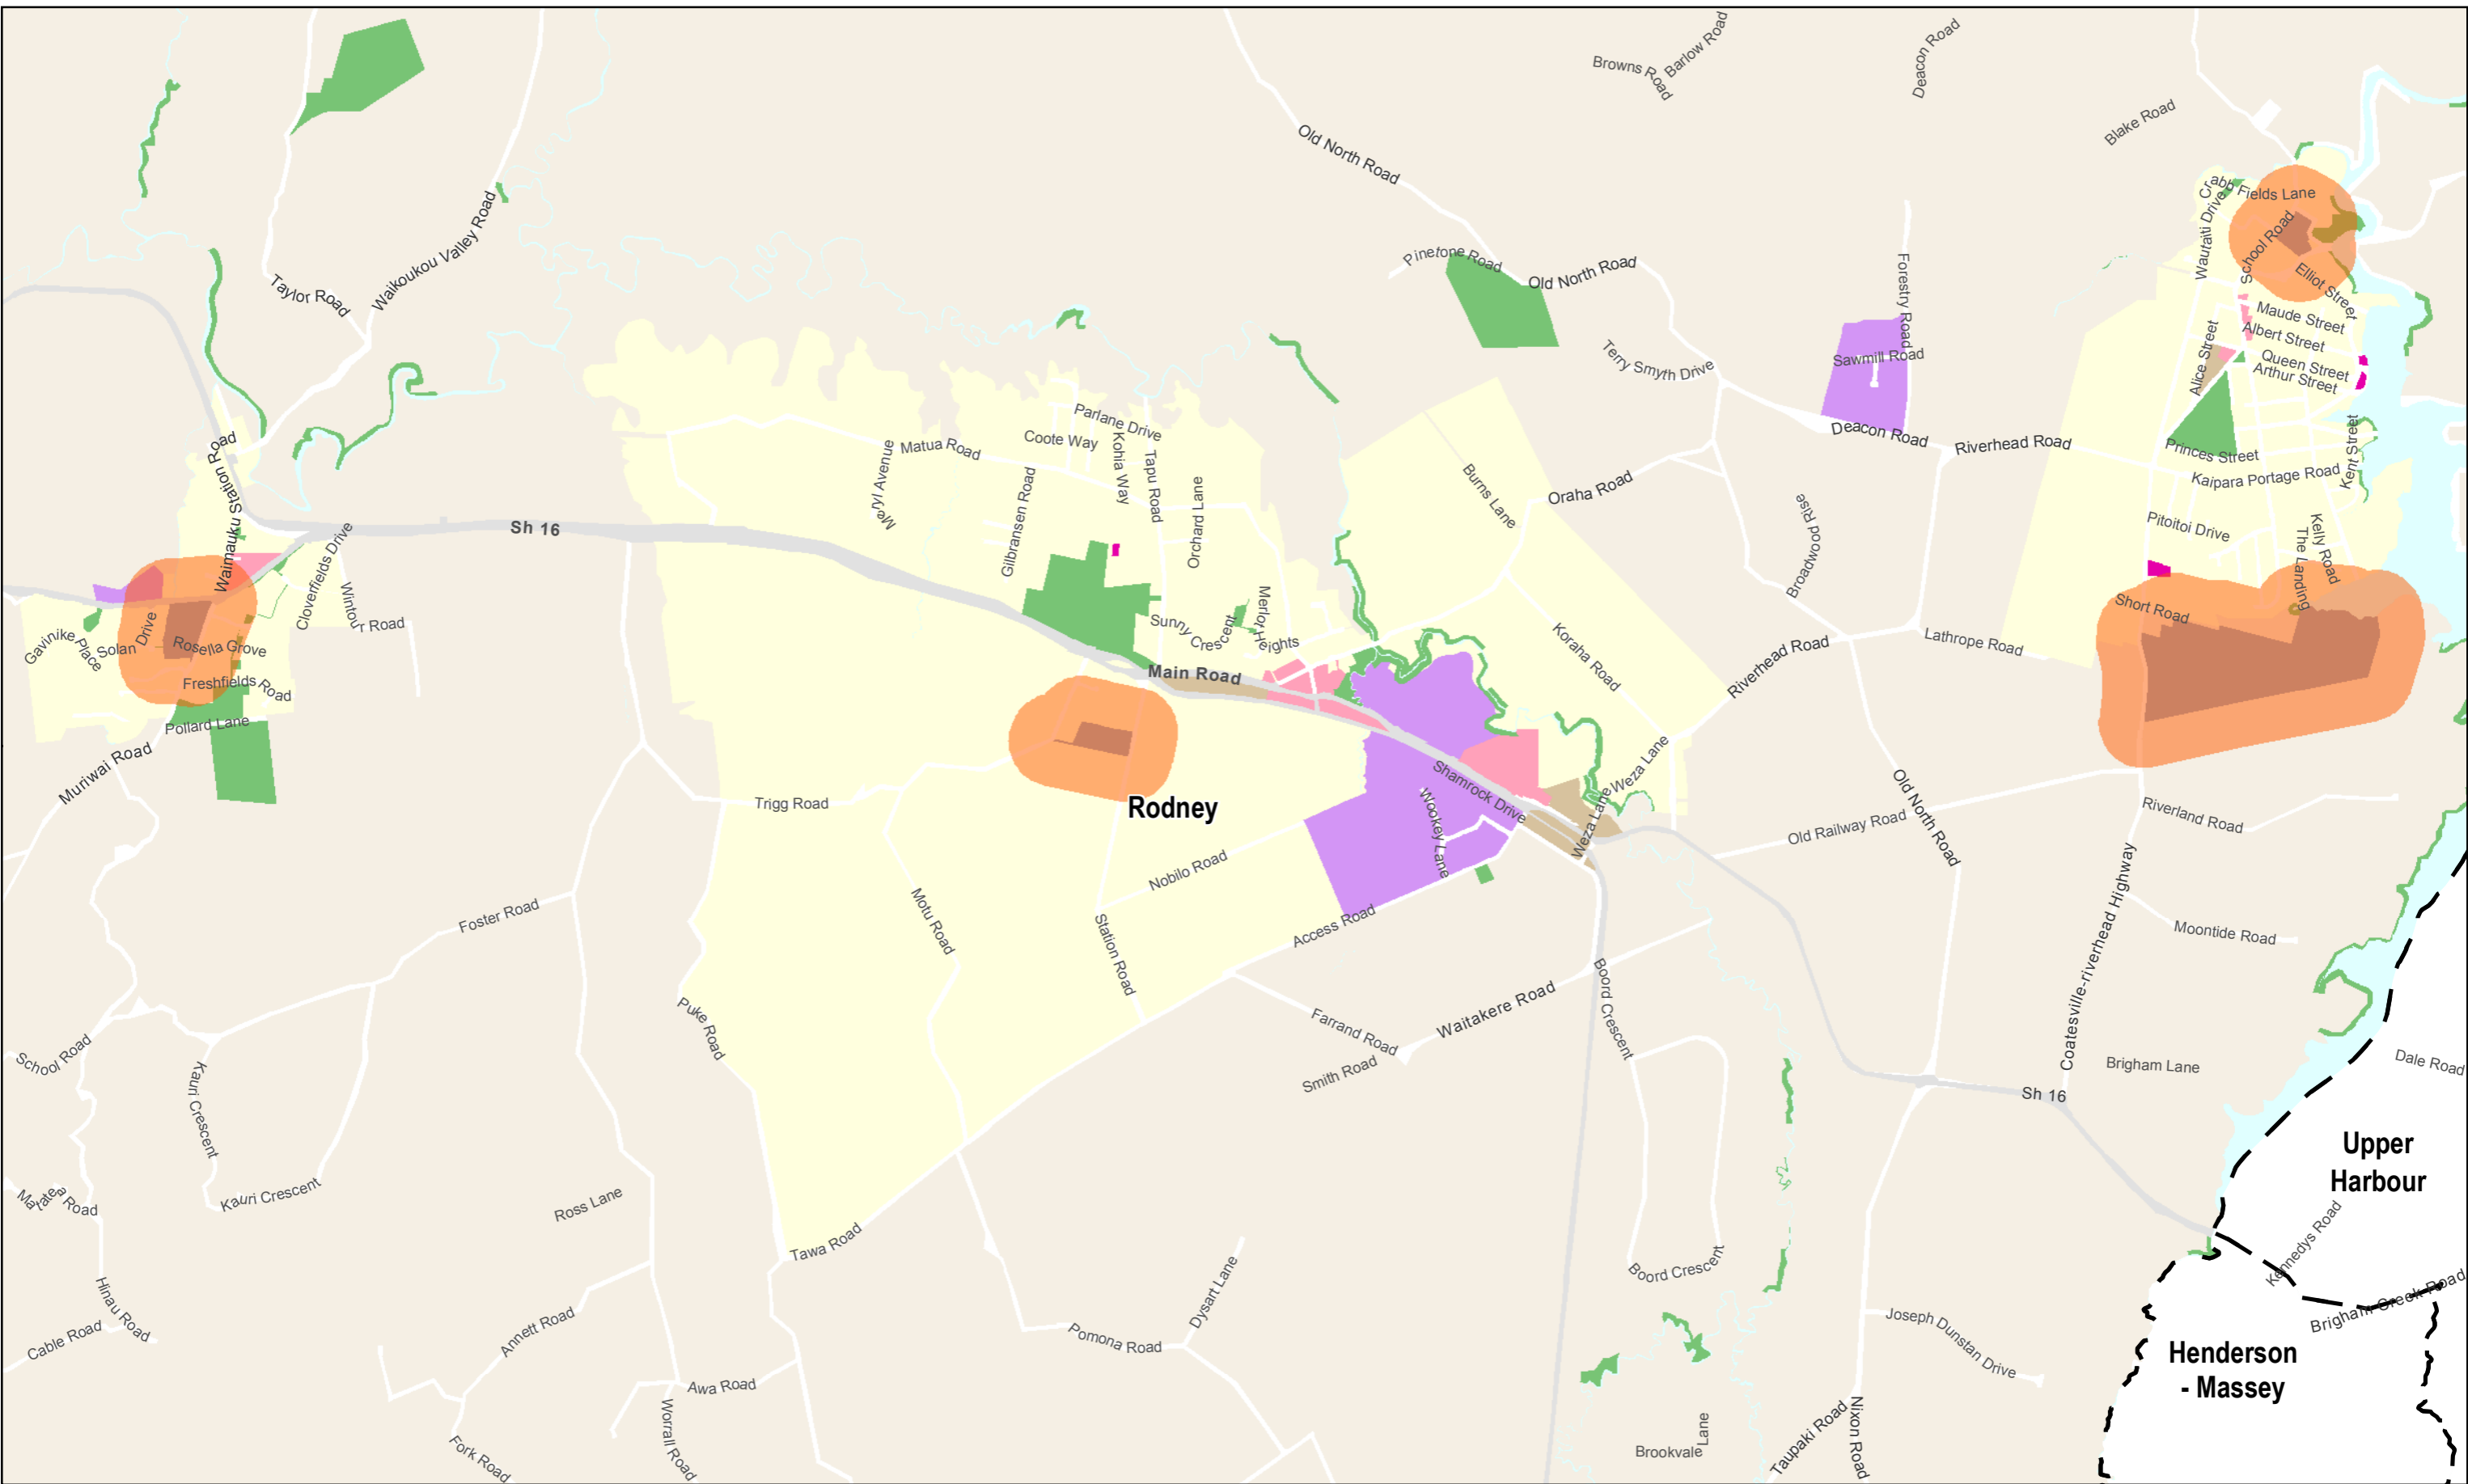 Barlow Road
Browns Road
Deacon Road
Blake Road
Old North Road
Crabb Fields Lane
Wautaiti Drive
School Road
Waikoukou Valley Road
Taylor Road
Pinetone Road
Old North Road
Forestry Road
Elliot Street
Maude Street
Albert Street
Queen Street
Arthur Street
Alice Street
Sawmill Road
Terry Smyth Drive
Parlane Drive
Coote Way
Matua Road
Meryl Avenue
Kohia Way
Tapu Road
Orchard Lane
Gilbransen Road
Deacon Road
Riverhead Road
Princes Street
Kaipara Portage Road
Kent Street
Waimauku Station Road
Burns Lane
Oraha Road
Broadwood Rise
Pitoitoi Drive
Kelly Road
The Landing
Sh 16
Cloverfields Drive
Wintour Road
Short Road
Gavinike Place
Solan Drive
Rosella Grove
Freshfields Road
Pollard Lane
Muriwai Road
Sunny Crescent
Merlot Heights
Main Road
Koraha Road
Riverhead Road
Lathrope Road
Rodney
Trigg Road
Shamrock Drive
Wookey Lane
Weza Lane
Weza Lane
Old North Road
Old Railway Road
Riverland Road
Nobilo Road
Motu Road
Station Road
Access Road
Foster Road
Coatesville-riverhead Highway
Moontide Road
Puke Road
Farrand Road
Waitakere Road
Smith Road
Boord Crescent
School Road
Kauri Crescent
Kauri Crescent
Brigham Lane
Dale Road
Sh 16
Upper
Harbour
Matatea Road
Ross Lane
Tawa Road
Kennedys Road
Boord Crescent
Brigham Creek Road
Hinau Road
Cable Road
Annett Road
Dysart Lane
Pomona Road
Joseph Dunstan Drive
Henderson
- Massey
Awa Road
Worrall Road
Fork Road
Brookvale Lane
Taupaki Road
Nixon Road